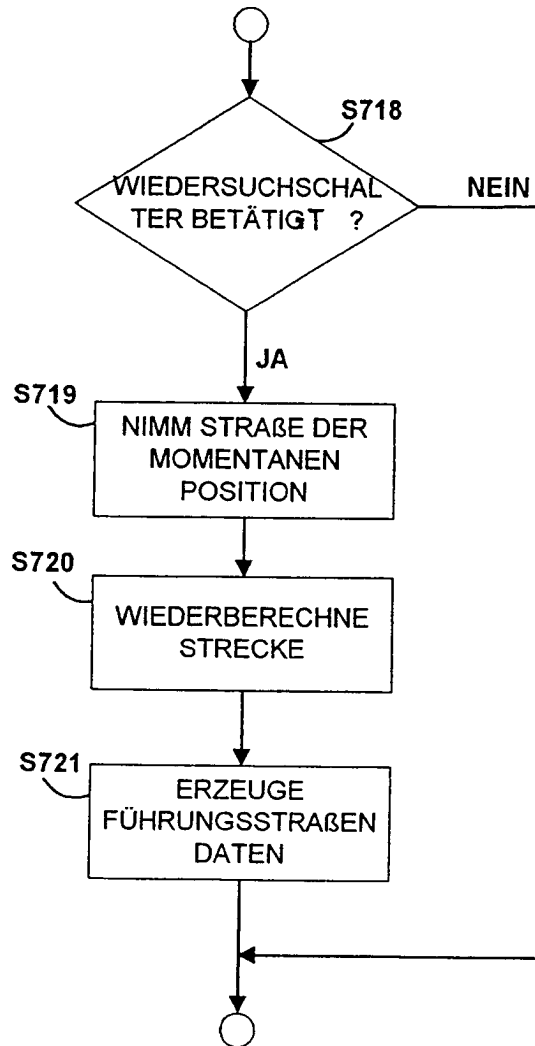 S718
WIEDERSUCHSCHAL
TER BETÄTIGT ?
NEIN
JA
S719
NIMM STRAßE DER
MOMENTANEN
POSITION
S720
WIEDERBERECHNE
STRECKE
S721
ERZEUGE
FÜHRUNGSSTRAßEN
DATEN